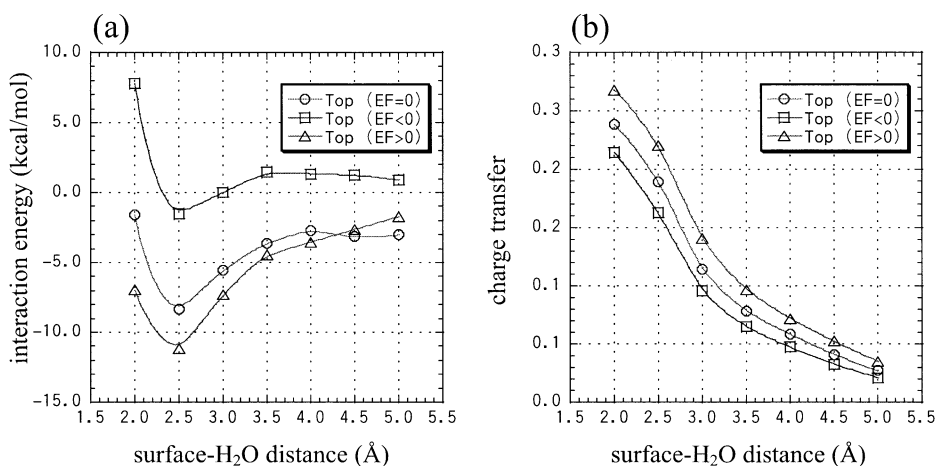 (a)
10.0
5.0
0.0
-5.0
-10.0
-15.0
interaction energy (kcal/mol)
Top (EF=0)
Top (EF<0)
Top (EF>0)
1.5 2.0 2.5 3.0 3.5 4.0 4.5 5.0 5.5
surface-H₂O distance (Å)
(b)
0.3
0.3
0.2
0.2
0.1
0.1
0.0
charge transfer
Top (EF=0)
Top (EF<0)
Top (EF>0)
1.5 2.0 2.5 3.0 3.5 4.0 4.5 5.0 5.5
surface-H₂O distance (Å)